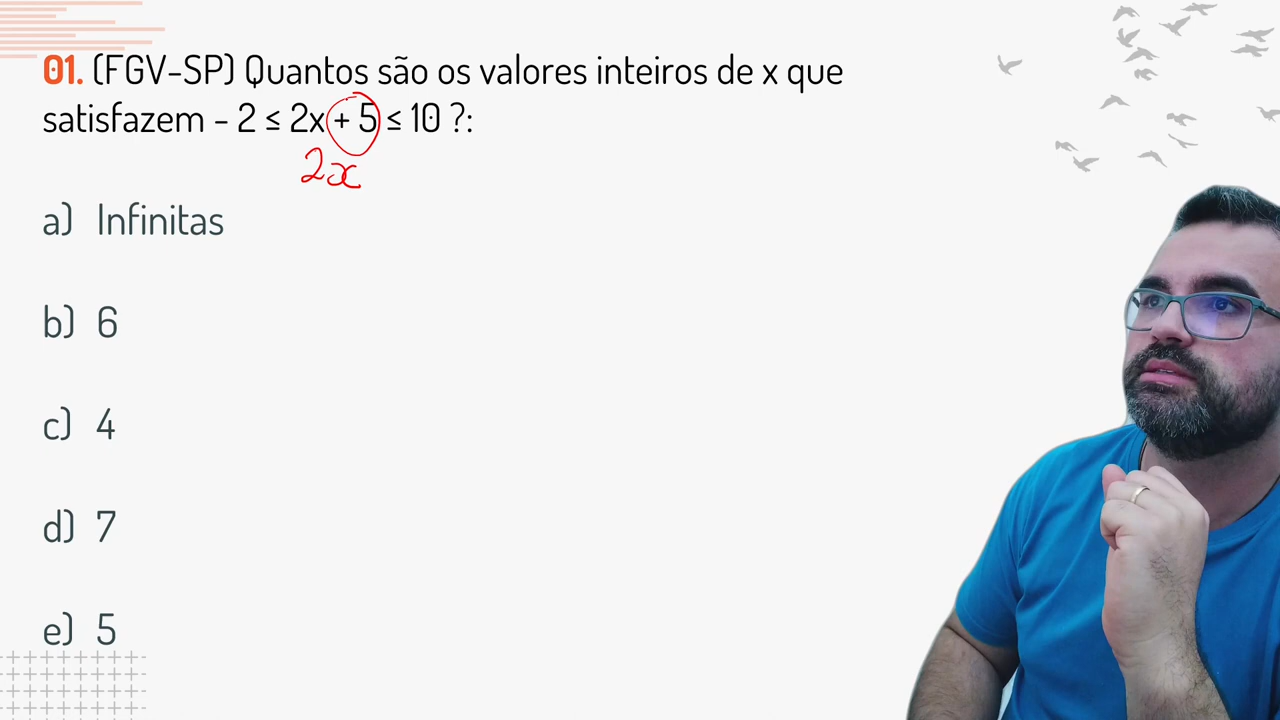 01. (FGV-SP) Quantos são os valores inteiros de x que
satisfazem - 2 ≤ 2x + 5 ≤ 10 ?:
2x
a) Infinitas
b) 6
c) 4
d) 7
e) 5